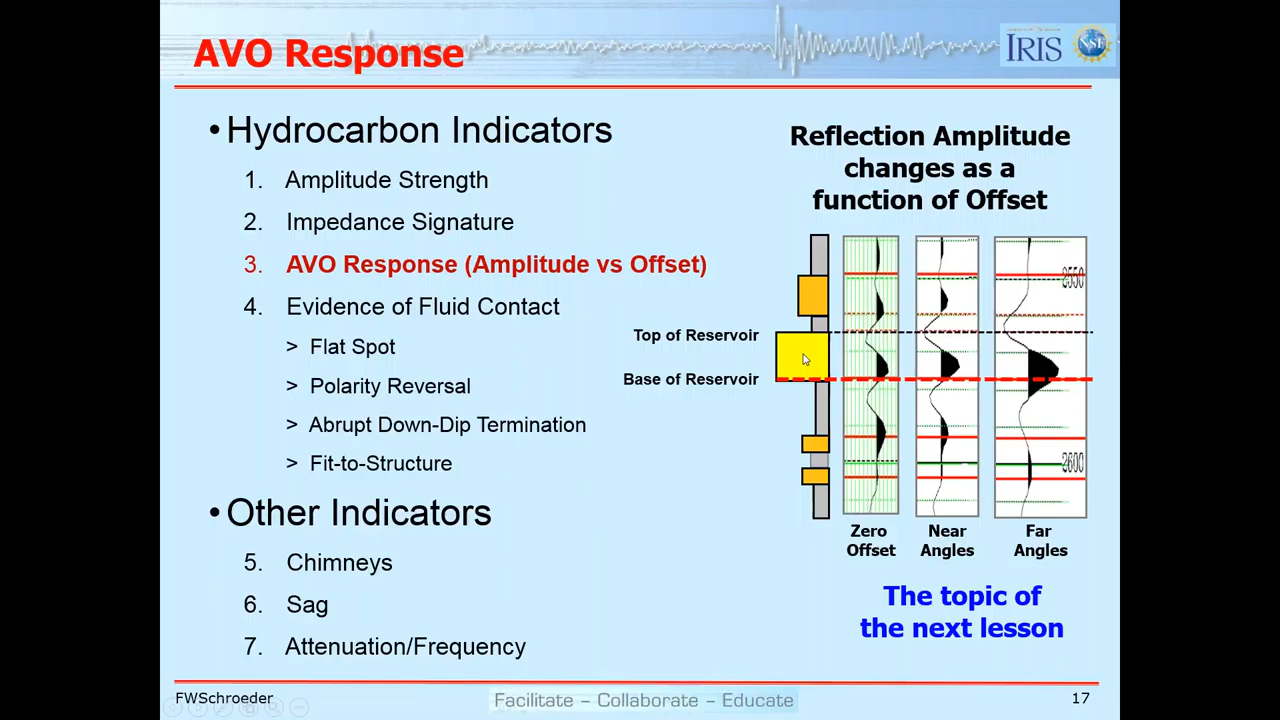 AVO Response
IRIS
NSF
• Hydrocarbon Indicators
1. Amplitude Strength
2. Impedance Signature
3. AVO Response (Amplitude vs Offset)
4. Evidence of Fluid Contact
> Flat Spot
> Polarity Reversal
> Abrupt Down-Dip Termination
> Fit-to-Structure
• Other Indicators
5. Chimneys
6. Sag
7. Attenuation/Frequency
Reflection Amplitude
changes as a
function of Offset
2550
Top of Reservoir
Base of Reservoir
2600
Zero
Offset
Near
Angles
Far
Angles
The topic of
the next lesson
FWSchroeder
Facilitate – Collaborate – Educate
17